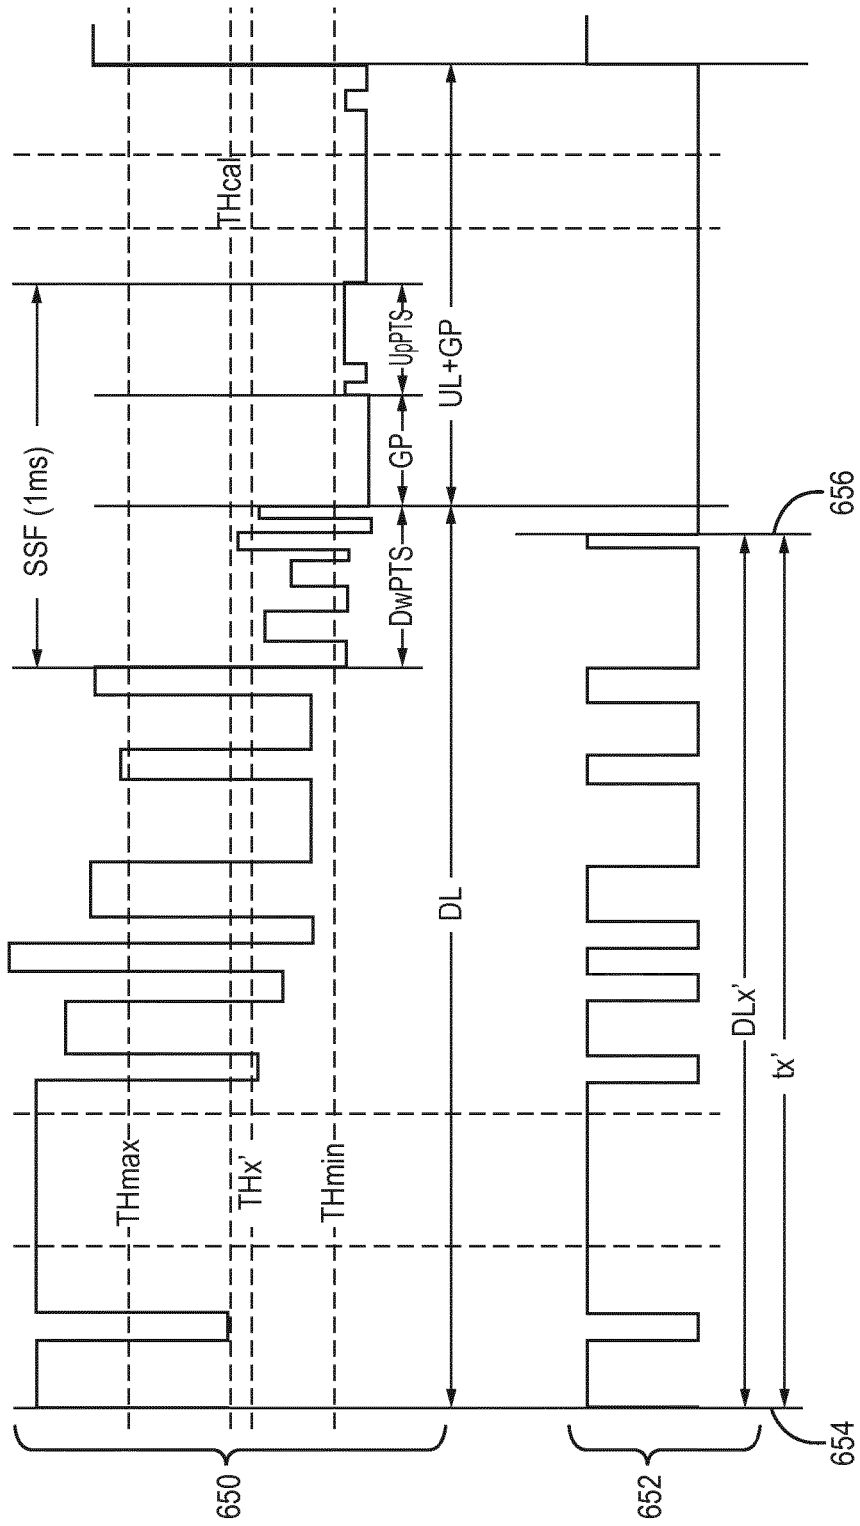 SSF (1ms)
THmax
THcal
THx'
THmin
DwPTS
GP
UpPTS
DL
UL+GP
650
DLx'
tx'
652
654
656